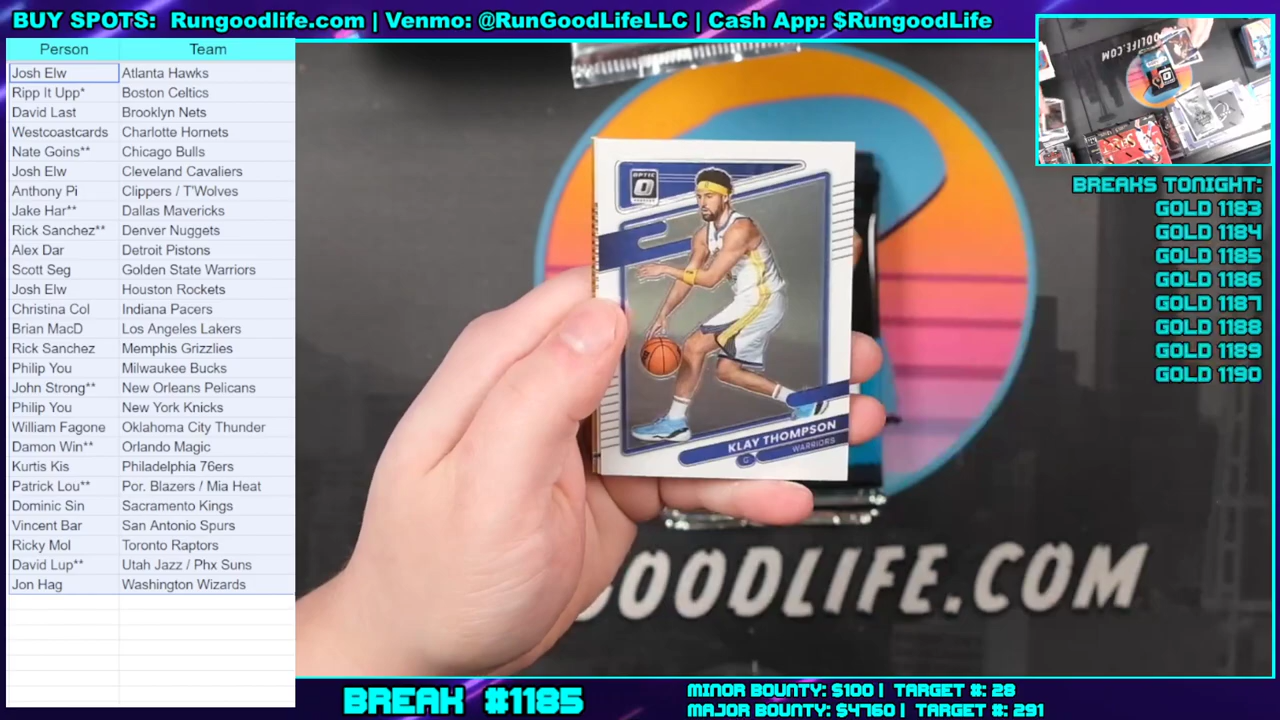 BUY SPOTS: Rungoodlife.com | Venmo: @RunGoodLifeLLC | Cash App: $RungoodLife
Person Team
Josh Elw Atlanta Hawks
Ripp It Upp* Boston Celtics
David Last Brooklyn Nets
Westcoastcards Charlotte Hornets
Nate Goins** Chicago Bulls
Josh Elw Cleveland Cavaliers
Anthony Pi Clippers / T'Wolves
Jake Har** Dallas Mavericks
Rick Sanchez** Denver Nuggets
Alex Dar Detroit Pistons
Scott Seg Golden State Warriors
Josh Elw Houston Rockets
Christina Col Indiana Pacers
Brian MacD Los Angeles Lakers
Rick Sanchez Memphis Grizzlies
Philip You Milwaukee Bucks
John Strong** New Orleans Pelicans
Philip You New York Knicks
William Fagone Oklahoma City Thunder
Damon Win** Orlando Magic
Kurtis Kis Philadelphia 76ers
Patrick Lou** Por. Blazers / Mia Heat
Dominic Sin Sacramento Kings
Vincent Bar San Antonio Spurs
Ricky Mol Toronto Raptors
David Lup** Utah Jazz / Phx Suns
Jon Hag Washington Wizards
OPTIC
KLAY THOMPSON
WARRIORS
G
GOODLIFE.COM
GOODLIFE.COM
BREAKS TONIGHT:
GOLD 1183
GOLD 1184
GOLD 1185
GOLD 1186
GOLD 1187
GOLD 1188
GOLD 1189
GOLD 1190
BREAK #1185
MINOR BOUNTY: $100 | TARGET #: 28
MAJOR BOUNTY: $4760 | TARGET #: 291